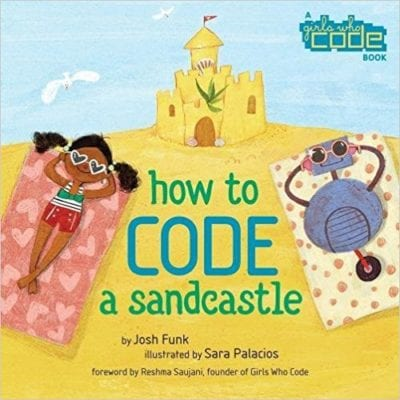 A
girls who
CODE
BOOK
how to
CODE
a sandcastle
by Josh Funk
illustrated by Sara Palacios
foreword by Reshma Saujani, founder of Girls Who Code